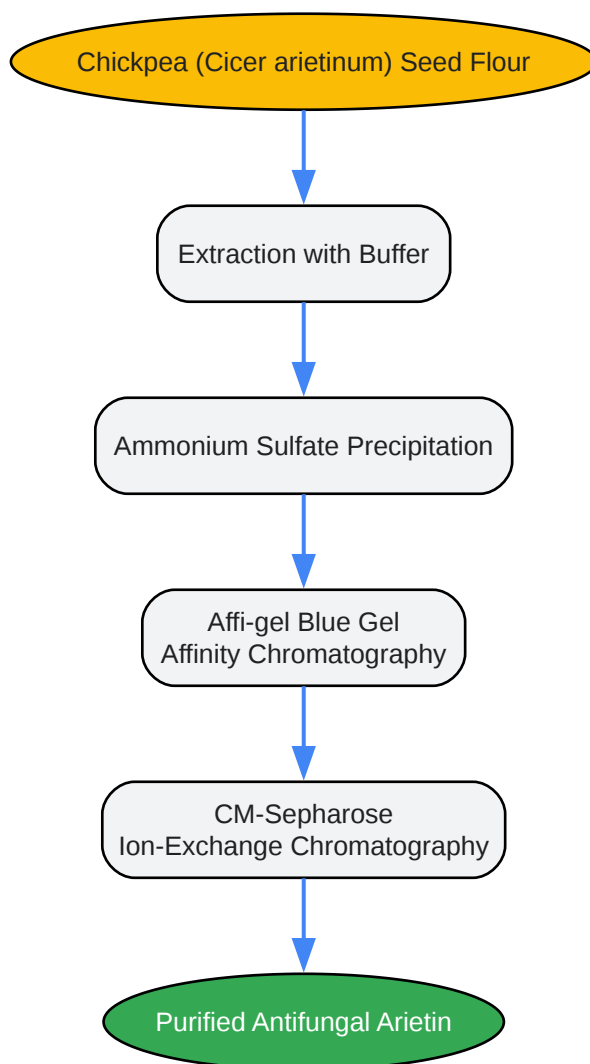 Chickpea (Cicer arietinum) Seed Flour
Extraction with Buffer
Ammonium Sulfate Precipitation
Affi-gel Blue Gel
Affinity Chromatography
CM-Sepharose
Ion-Exchange Chromatography
Purified Antifungal Arietin